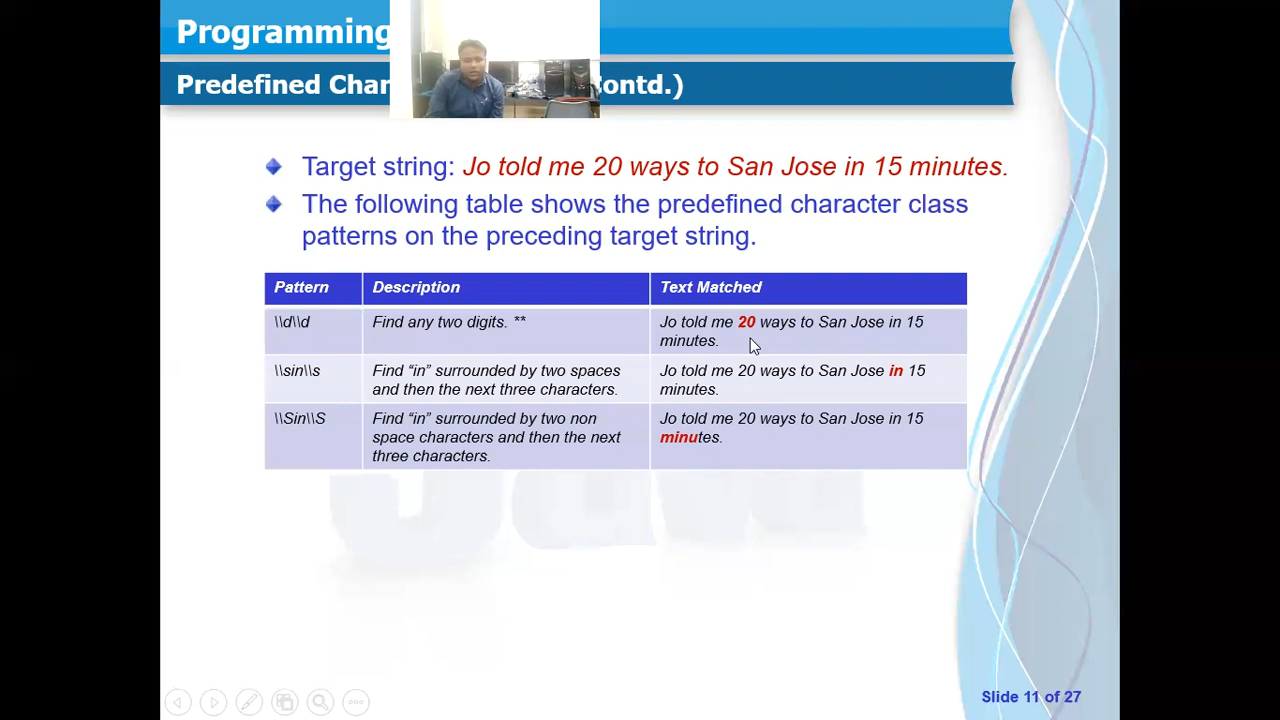 Programming
Predefined Char
ontd.)
Target string: Jo told me 20 ways to San Jose in 15 minutes.
The following table shows the predefined character class
patterns on the preceding target string.
Pattern Description Text Matched
\\d\\d Find any two digits. ** Jo told me 20 ways to San Jose in 15
minutes.
\\sin\\s Find “in” surrounded by two spaces
and then the next three characters.
Jo told me 20 ways to San Jose in 15
minutes.
\\Sin\\S Find “in” surrounded by two non
space characters and then the next
three characters.
Jo told me 20 ways to San Jose in 15
minutes.
Java
Slide 11 of 27